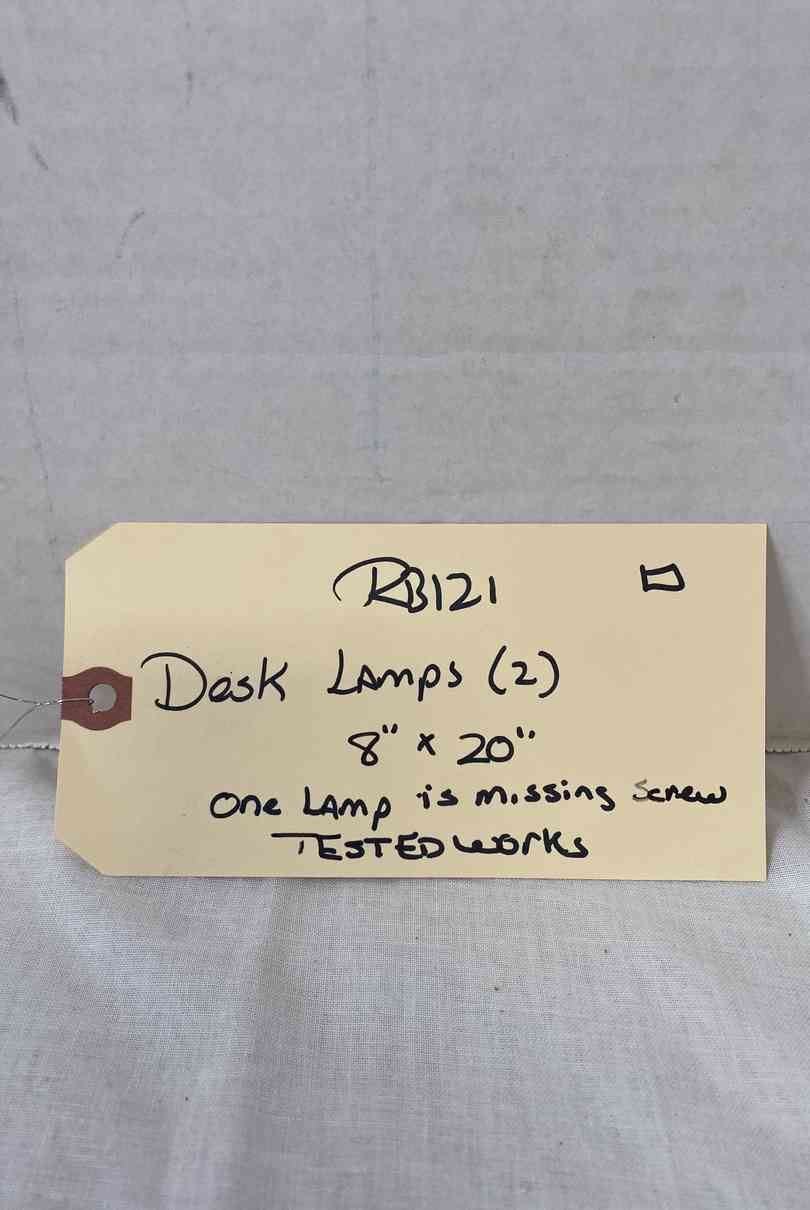 RB121
Desk Lamps (2)
8" x 20"
One Lamp is missing Screw
TESTED works